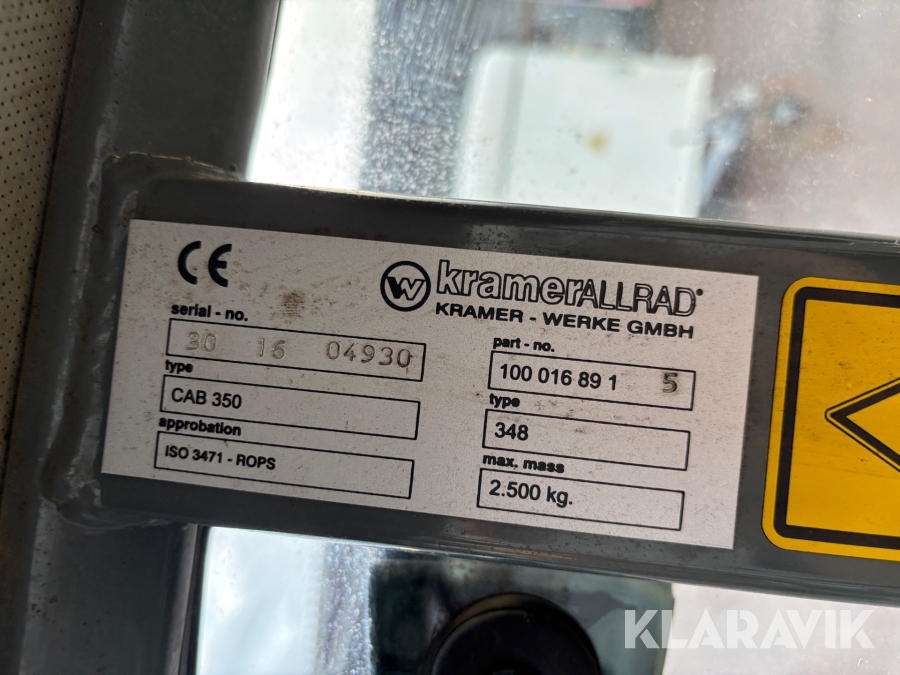 CE
kramerALLRAD®
KRAMER - WERKE GMBH
serial - no.
30 16 04930
type
CAB 350
approbation
ISO 3471 - ROPS
part - no.
100 016 89 1 5
type
348
max. mass
2.500 kg.
KLARAVIK